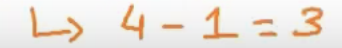 ↳ 4 - 1 = 3